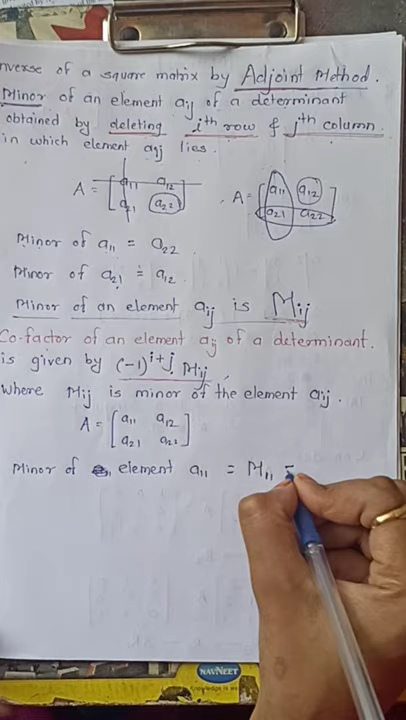 nverse of a square matrix by Adjoint Method.
Minor of an element aij of a determinant
obtained by deleting ith row & jth column
in which element aij lies.
A = [a11 a12
a21 a22] . A = [a11 a12
a21 a22]
Minor of a11 = a22
Minor of a21 = a12
Minor of an element aij is Mij
Co-factor of an element aij of a determinant.
is given by (-1)^i+j . Mij
Where Mij is minor of the element aij.
A = [a11 a12
a21 a22]
Minor of element a11 = M11 =
NAVNEET
Knowledge is